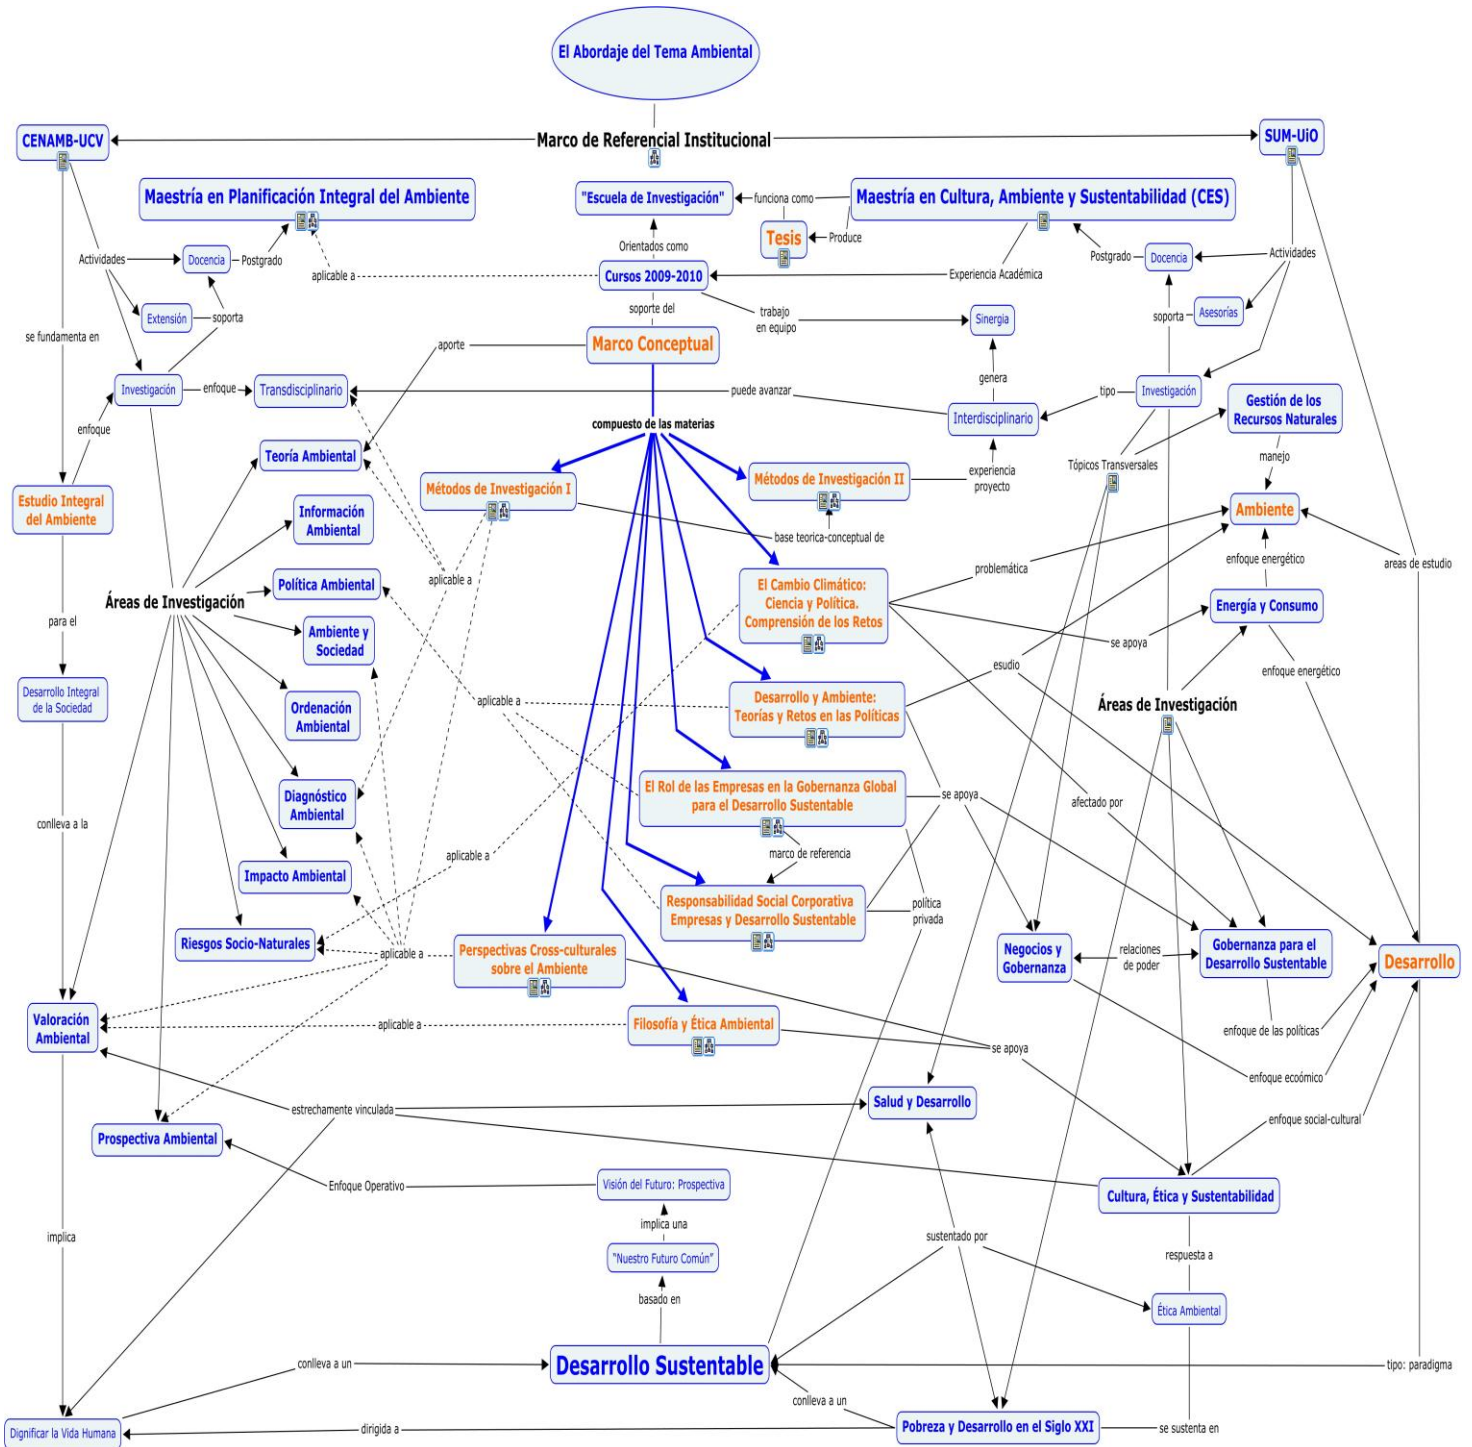 El Abordaje del Tema Ambiental
CENAMB-UCV
Marco de Referencial Institucional
SUM-UiO
Maestría en Planificación Integral del Ambiente
"Escuela de Investigación"
funciona como
Maestría en Cultura, Ambiente y Sustentabilidad (CES)
Tesis
Produce
Orientados como
Actividades
Docencia
Postgrado
aplicable a
Cursos 2009-2010
Experiencia Académica
Postgrado
Docencia
Actividades
Extensión
soporta
soporte del
trabajo
en equipo
Sinergia
soporta
Asesorías
se fundamenta en
aporte
Marco Conceptual
genera
Investigación
enfoque
Transdisciplinario
puede avanzar
Interdisciplinario
tipo
Investigación
Gestión de los
Recursos Naturales
enfoque
compuesto de las materias
Teoría Ambiental
manejo
Tópicos Transversales
Métodos de Investigación I
Métodos de Investigación II
experiencia
proyecto
Estudio Integral
del Ambiente
Información
Ambiental
Ambiente
base teorica-conceptual de
enfoque energético
areas de estudio
problemática
aplicable a
Política Ambiental
El Cambio Climático:
Ciencia y Política.
Comprensión de los Retos
Áreas de Investigación
Energía y Consumo
para el
Ambiente y
Sociedad
se apoya
esudio
enfoque energético
Desarrollo Integral
de la Sociedad
Ordenación
Ambiental
aplicable a
Desarrollo y Ambiente:
Teorías y Retos en las Políticas
Áreas de Investigación
Diagnóstico
Ambiental
El Rol de las Empresas en la Gobernanza Global
para el Desarrollo Sustentable
se apoya
afectado por
conlleva a la
aplicable a
marco de referencia
Impacto Ambiental
Responsabilidad Social Corporativa
Empresas y Desarrollo Sustentable
política
privada
Riesgos Socio-Naturales
aplicable a
Perspectivas Cross-culturales
sobre el Ambiente
Negocios y
Gobernanza
relaciones
de poder
Gobernanza para el
Desarrollo Sustentable
Desarrollo
Valoración
Ambiental
aplicable a
Filosofía y Ética Ambiental
enfoque de las políticas
se apoya
enfoque ecoómico
estrechamente vinculada
Salud y Desarrollo
enfoque social-cultural
Prospectiva Ambiental
Enfoque Operativo
Visión del Futuro: Prospectiva
Cultura, Ética y Sustentabilidad
implica una
implica
sustentado por
respuesta a
"Nuestro Futuro Común"
basado en
Ética Ambiental
conlleva a un
Desarrollo Sustentable
tipo: paradigma
conlleva a un
Dignificar la Vida Humana
dirigida a
Pobreza y Desarrollo en el Siglo XXI
se sustenta en